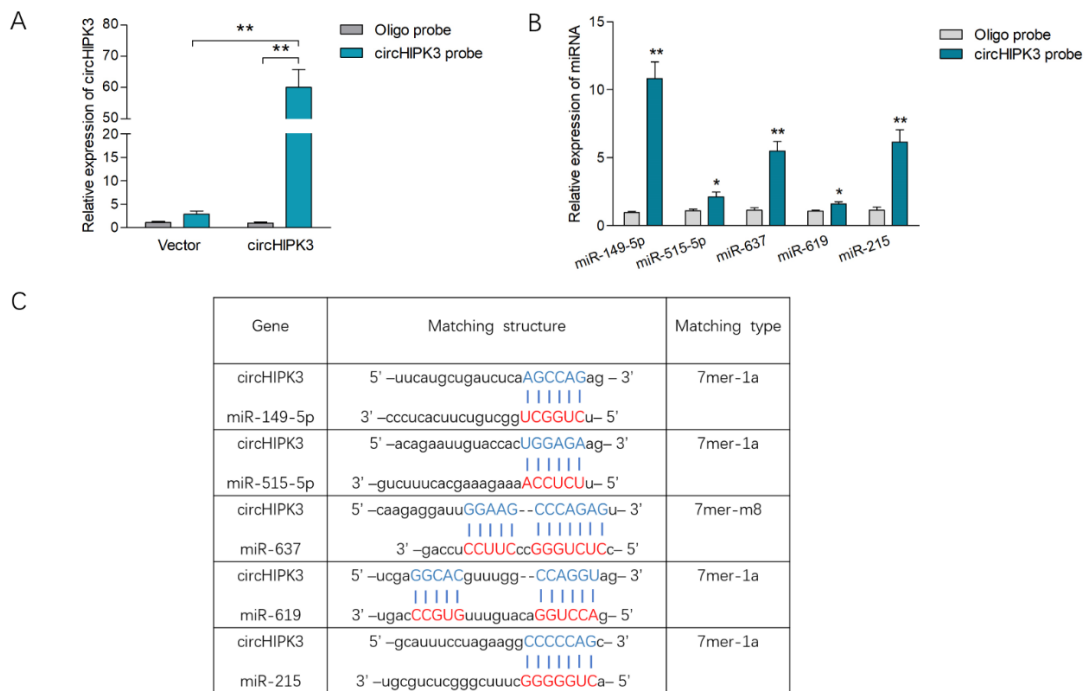 A
Relative expression of circHIPK3
80
70
60
50
20
15
10
5
0
**
**
Oligo probe
circHIPK3 probe
Vector circHIPK3
B
Relative expression of miRNA
15
10
5
0
**
*
**
*
**
Oligo probe
circHIPK3 probe
miR-149-5p miR-515-5p miR-637 miR-619 miR-215
C
Gene Matching structure Matching type
circHIPK3 5' –uucaugcugaucucaAGCCAGag – 3' 7mer-1a
miR-149-5p 3' –cccucacuucugucggUCGGUCu– 5'
circHIPK3 5' –acagaauuguaccacUGGAGAag– 3' 7mer-1a
miR-515-5p 3' –gucuuucacgaaagaaaACCUCUu– 5'
circHIPK3 5' –caagaggauuGGAAG--CCCAGAGu– 3' 7mer-m8
miR-637 3' –gaccuCCUUCccGGGUCUCc– 5'
circHIPK3 5' –ucgaGGCACguuugg--CCAGGUag– 3' 7mer-1a
miR-619 3' –ugacCCGUGuuuguacaGGUCCAg– 5'
circHIPK3 5' –gcauuuccuagaaggCCCCCAGc– 3' 7mer-1a
miR-215 3' –ugcgucucgggcuuucGGGGGUCa– 5'